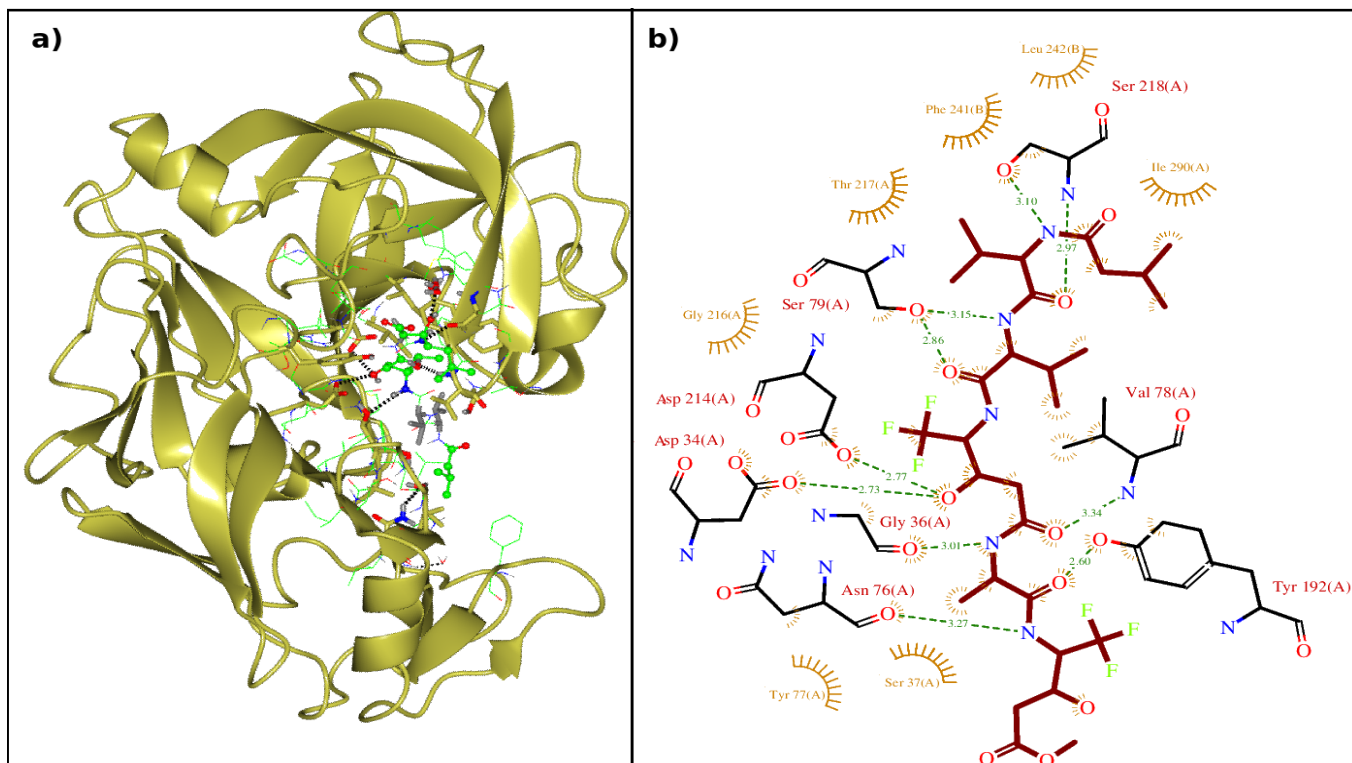 a)
b)
Leu 242(B)
Ser 218(A)
O
Phe 241(B)
O
N
Ile 290(A)
Thr 217(A)
3.10
N
O
2.97
N
O
O
Ser 79(A)
O
3.15
N
Gly 216(A)
2.86
N
O
Val 78(A)
Asp 214(A)
O
N
F
F
O
Asp 34(A)
O
O
F
N
2.77
O
O
2.73
O
3.34
O
N
Gly 36(A)
O
O
3.01
N
O
N
N
N
2.60
O
Asn 76(A)
O
Tyr 192(A)
O
3.27
N
F
F
N
O
Ser 37(A)
F
Tyr 77(A)
O
O
O